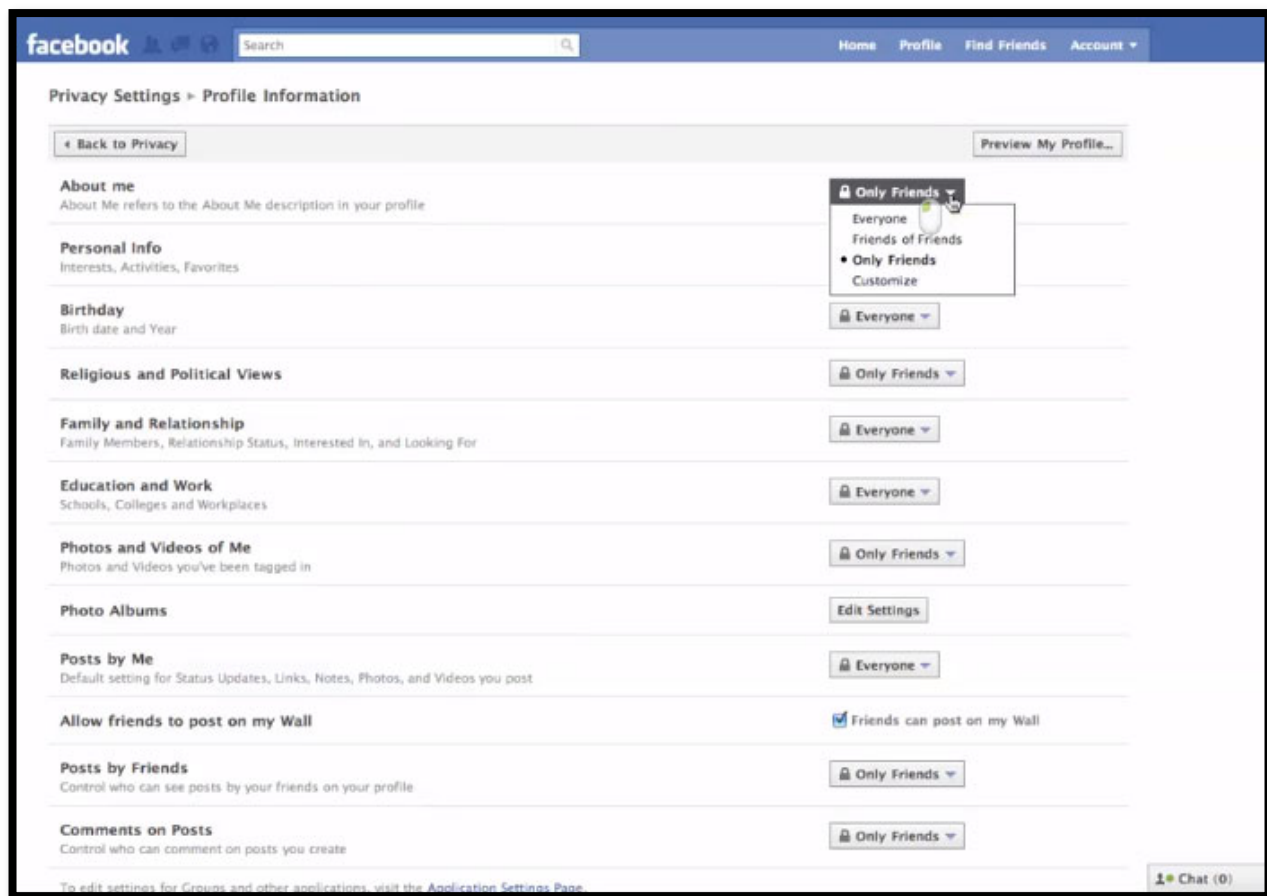 facebook Search Home Profile Find Friends Account
Privacy Settings ▸ Profile Information
Back to Privacy Preview My Profile...
About me Only Friends
About Me refers to the About Me description in your profile
Everyone
Friends of Friends
Personal Info
• Only Friends
Interests, Activities, Favorites
Customize
Birthday Everyone
Birth date and Year
Religious and Political Views Only Friends
Family and Relationship Everyone
Family Members, Relationship Status, Interested In, and Looking For
Education and Work Everyone
Schools, Colleges and Workplaces
Photos and Videos of Me Only Friends
Photos and Videos you've been tagged in
Photo Albums Edit Settings
Posts by Me Everyone
Default setting for Status Updates, Links, Notes, Photos, and Videos you post
Allow friends to post on my Wall Friends can post on my Wall
Posts by Friends Only Friends
Control who can see posts by your friends on your profile
Comments on Posts Only Friends
Control who can comment on posts you create
To edit settings for Groups and other applications, visit the Application Settings Page.
Chat (0)